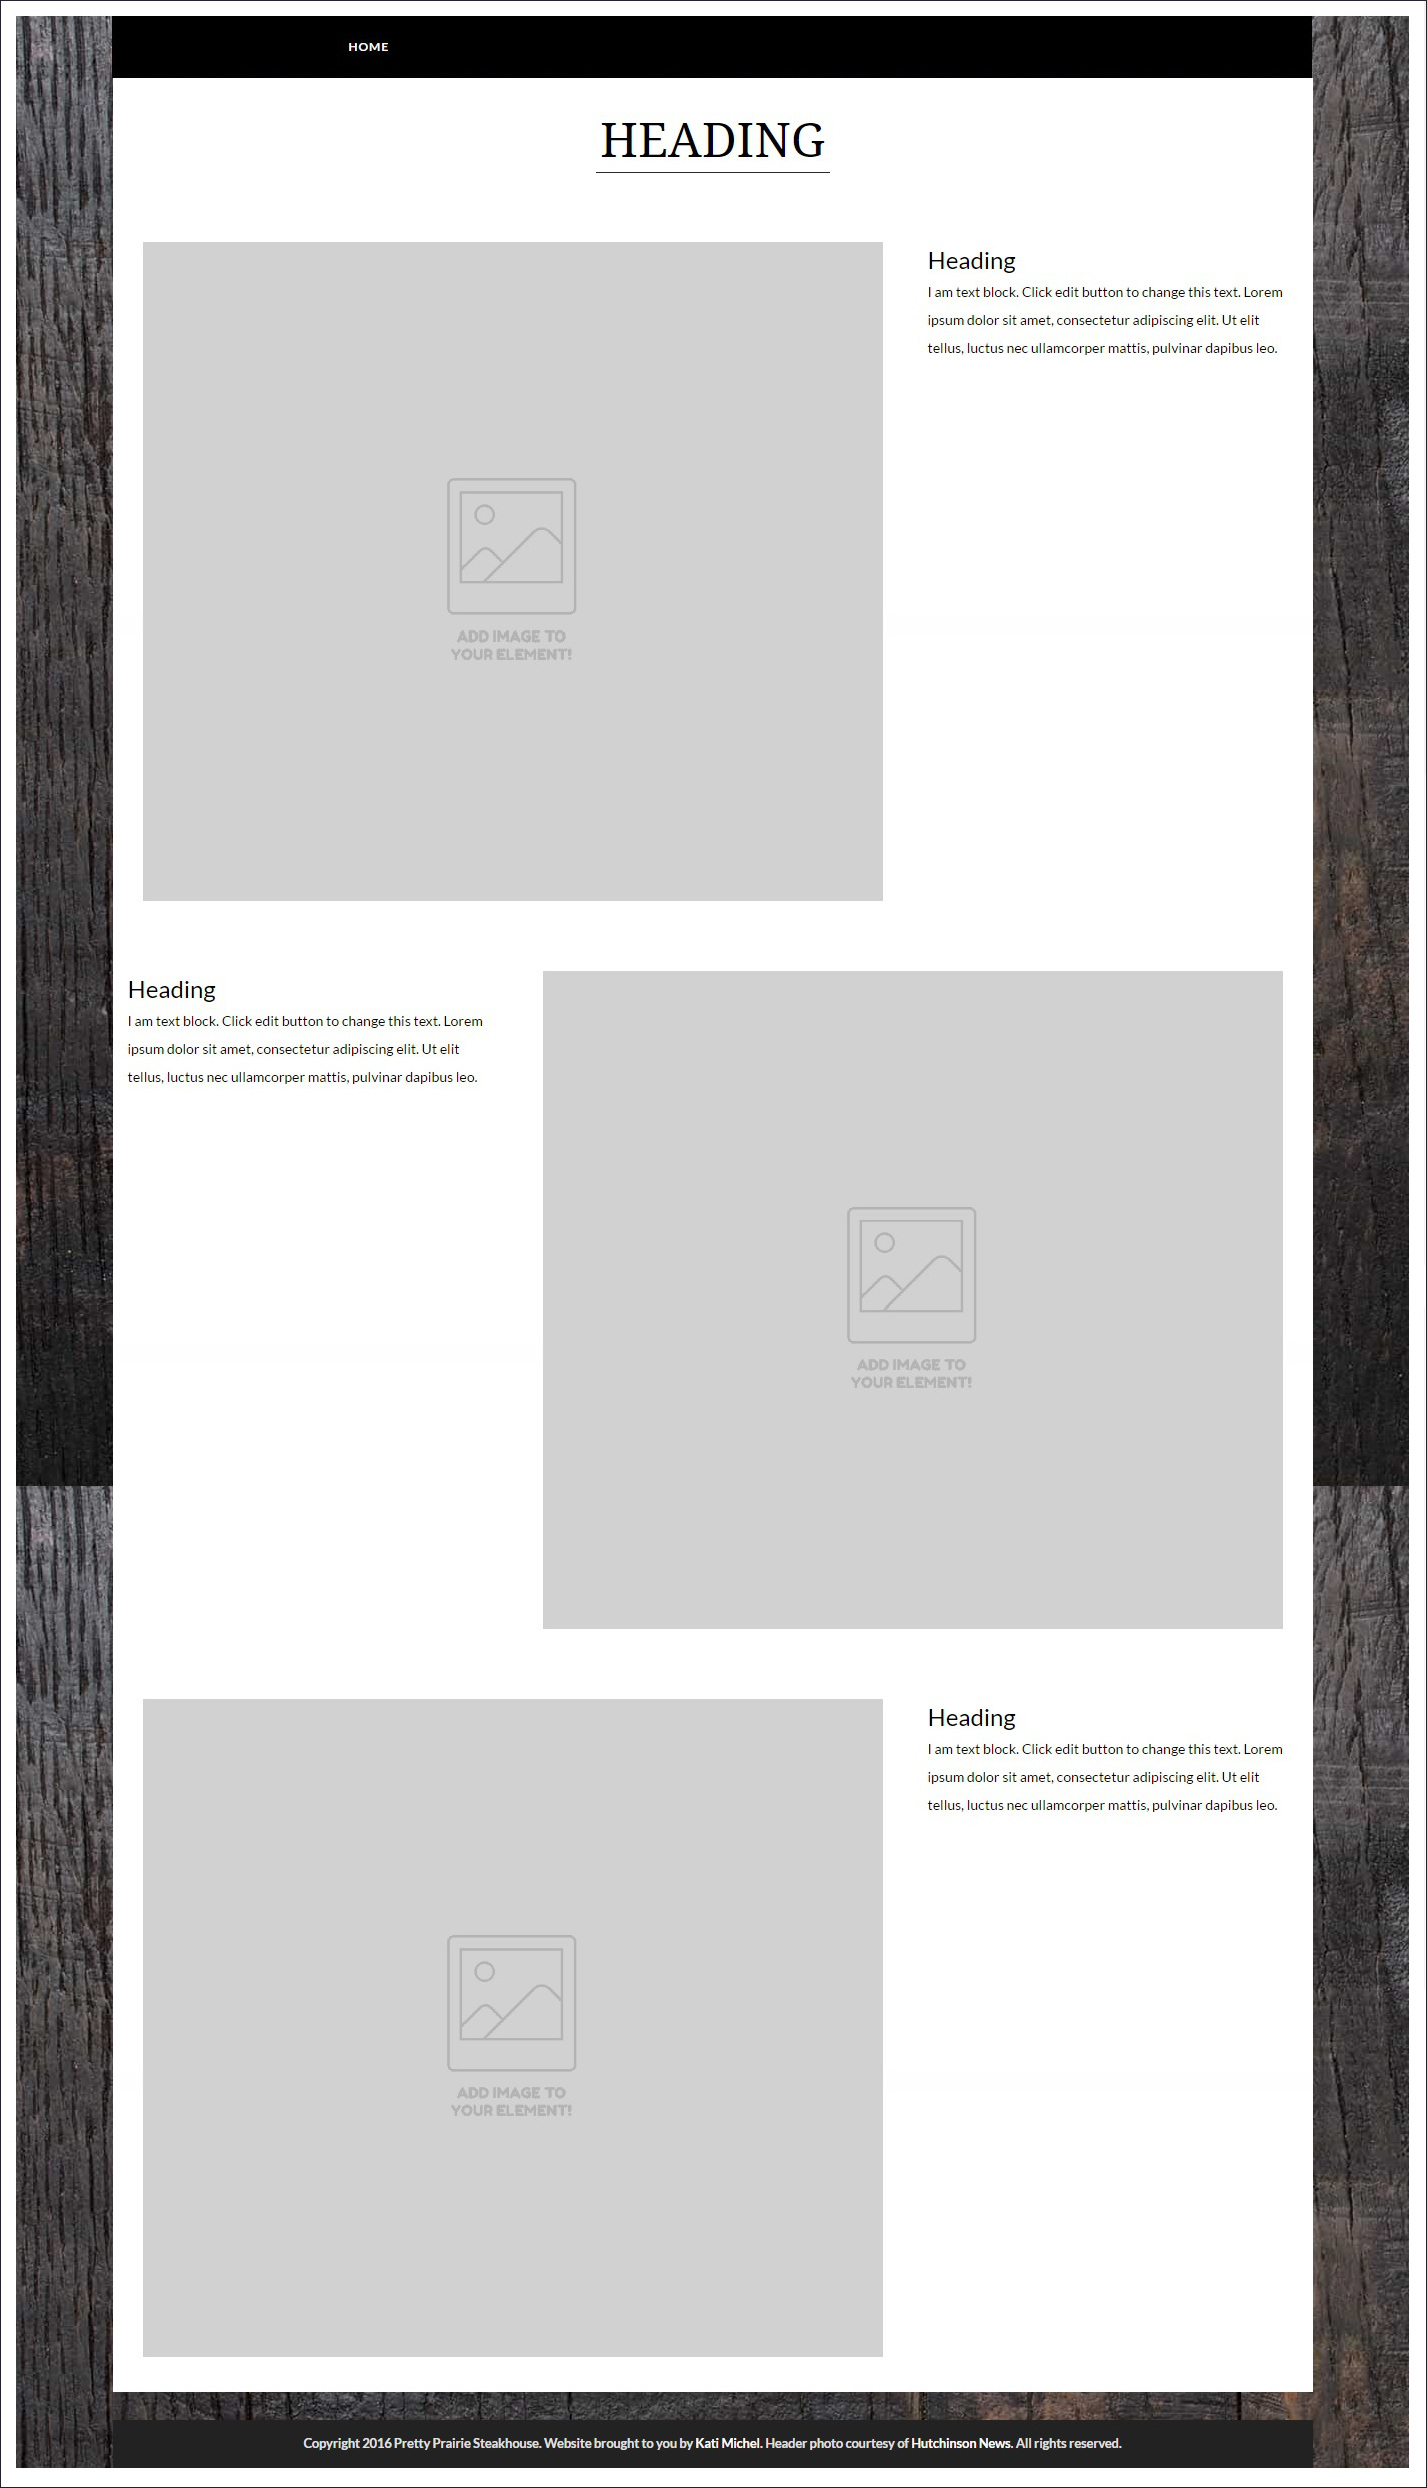 HOME
HEADING
Heading
I am text block. Click edit button to change this text. Lorem
ipsum dolor sit amet, consectetur adipiscing elit. Ut elit
tellus, luctus nec ullamcorper mattis, pulvinar dapibus leo.
ADD IMAGE TO
YOUR ELEMENT!
Heading
I am text block. Click edit button to change this text. Lorem
ipsum dolor sit amet, consectetur adipiscing elit. Ut elit
tellus, luctus nec ullamcorper mattis, pulvinar dapibus leo.
ADD IMAGE TO
YOUR ELEMENT!
Heading
I am text block. Click edit button to change this text. Lorem
ipsum dolor sit amet, consectetur adipiscing elit. Ut elit
tellus, luctus nec ullamcorper mattis, pulvinar dapibus leo.
ADD IMAGE TO
YOUR ELEMENT!
Copyright 2016 Pretty Prairie Steakhouse. Website brought to you by Kati Michel. Header photo courtesy of Hutchinson News. All rights reserved.